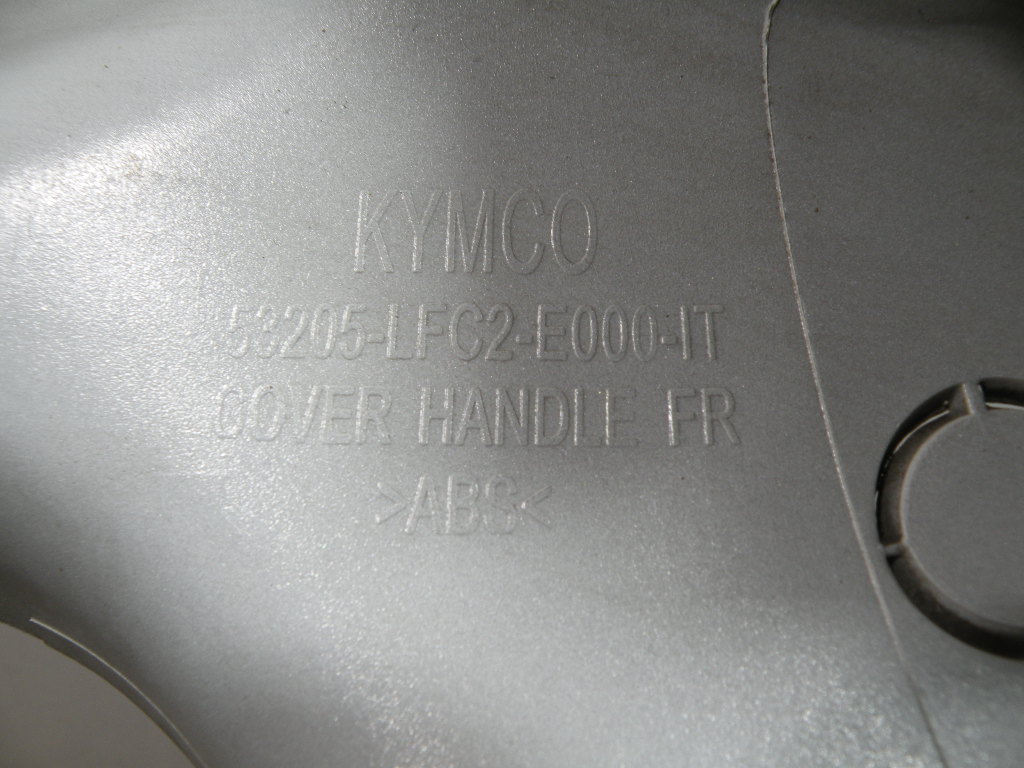 KYMCO
53205-LFC2-E000-IT
COVER HANDLE FR
>ABS<